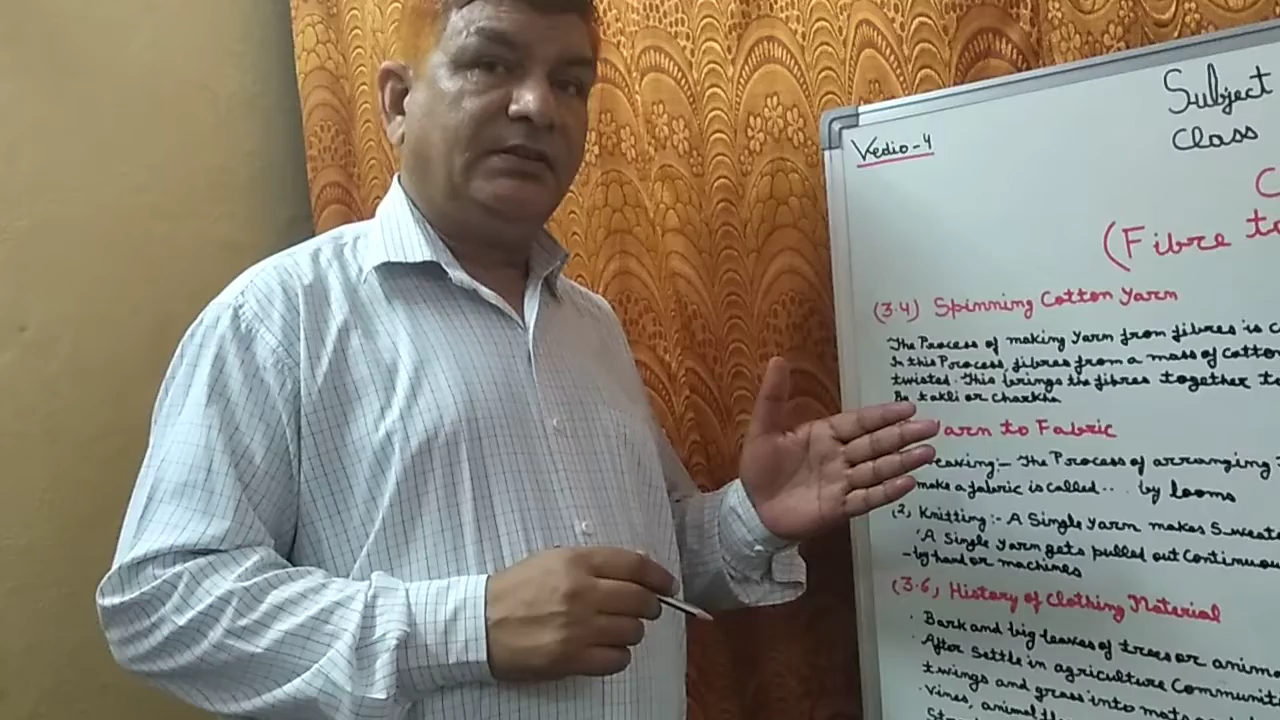 Vedio-4
Subject
Class
C
(Fibre to
(3.4) Spinning Cotton Yarn
The Process of making Yarn from fibres is c
In this Process, fibres from a mass of cotton
twisted. This brings the fibres together to
By takli or Charkha
Yarn to Fabric
eaving:- The Process of arranging
make a fabric is called... by looms
(2) Knitting:- A Single Yarn makes Sweate
'A Single yarn gets pulled out Continuou
-by hand or machines
(3.6) History of Clothing Material
· Bark and big leaves of trees or anima
· After Settle in agriculture Communit
twings and grass into mats
· Vines, animal